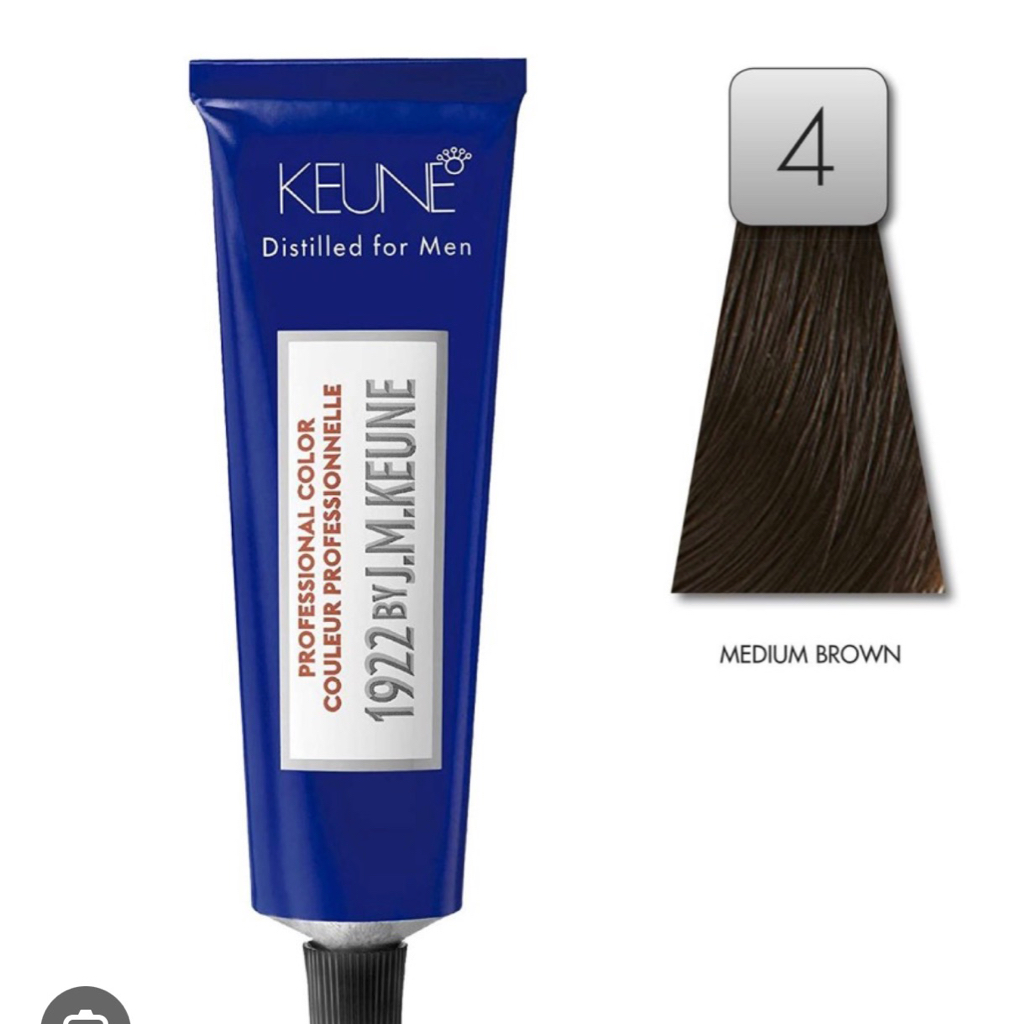 KEUNE
Distilled for Men
PROFESSIONAL COLOR
COULEUR PROFESSIONNELLE
1922 BY J.M.KEUNE
4
MEDIUM BROWN